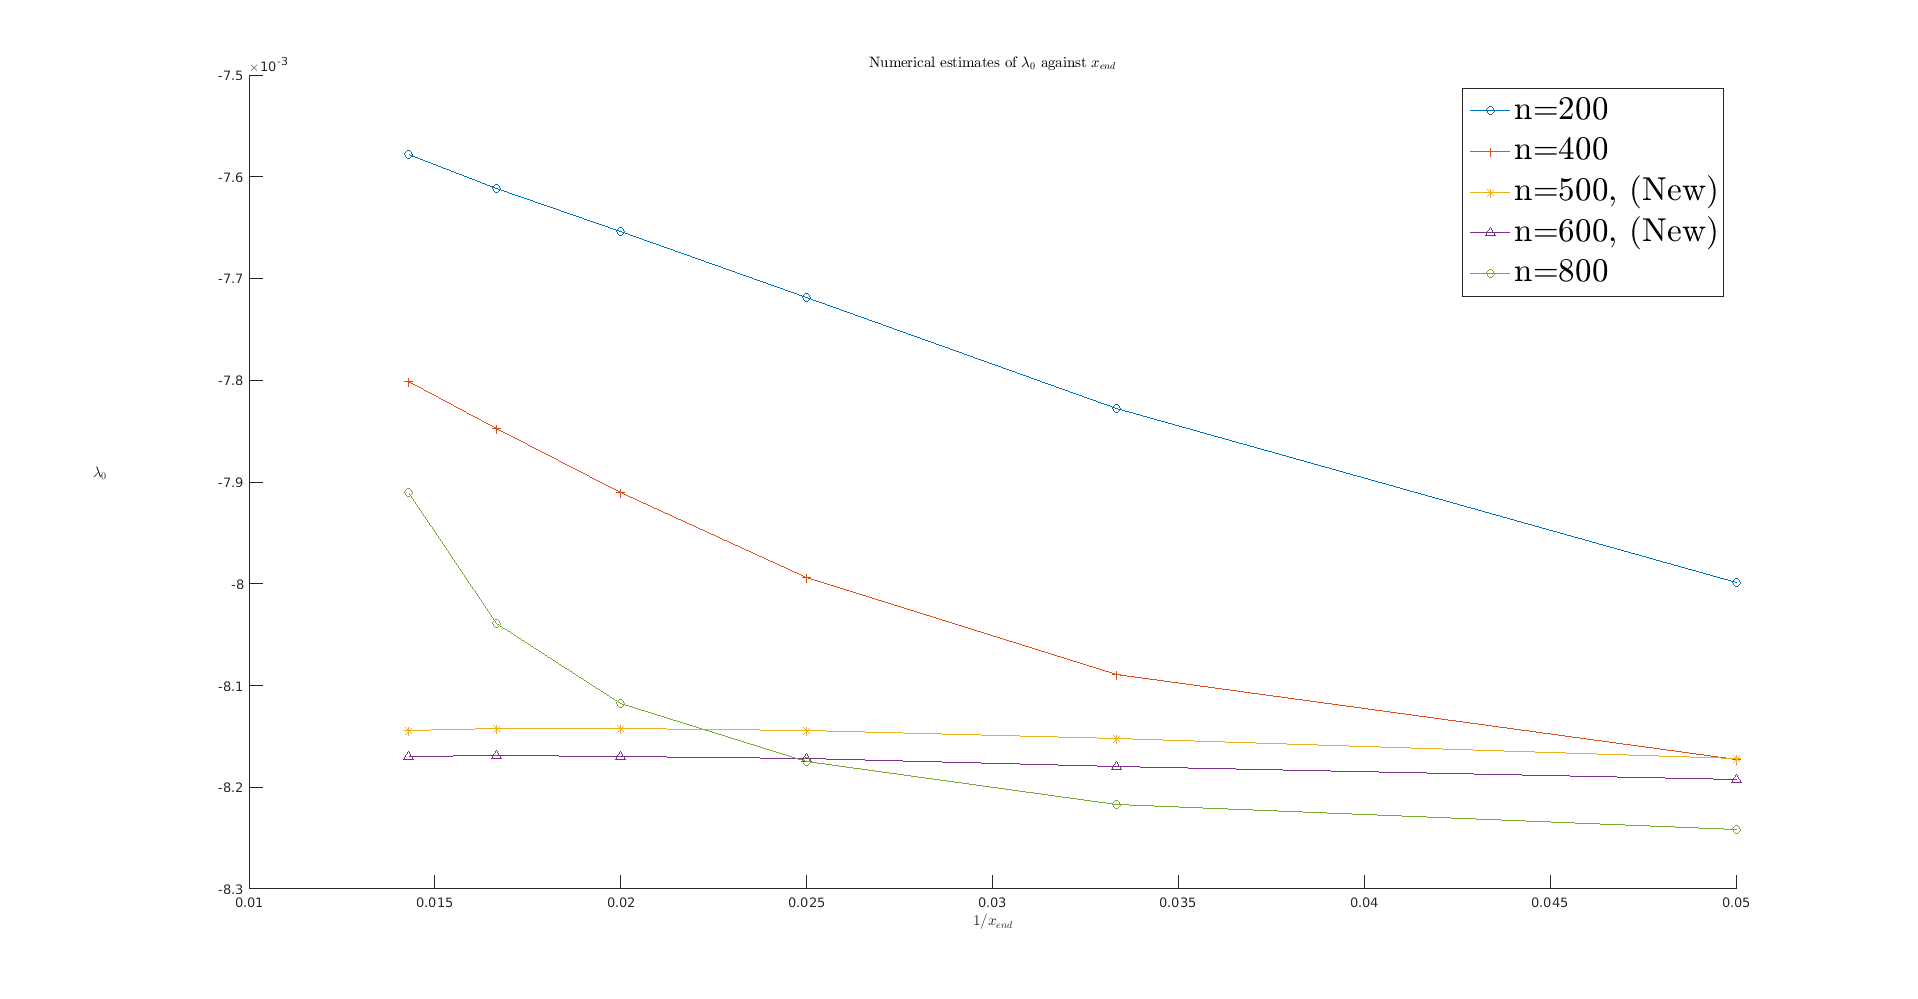 Numerical estimates of λ₀ against x_end
×10⁻³
-7.5
-7.6
-7.7
-7.8
-7.9
-8
-8.1
-8.2
-8.3
λ₀
n=200
n=400
n=500, (New)
n=600, (New)
n=800
0.01 0.015 0.02 0.025 0.03 0.035 0.04 0.045 0.05
1/x_end